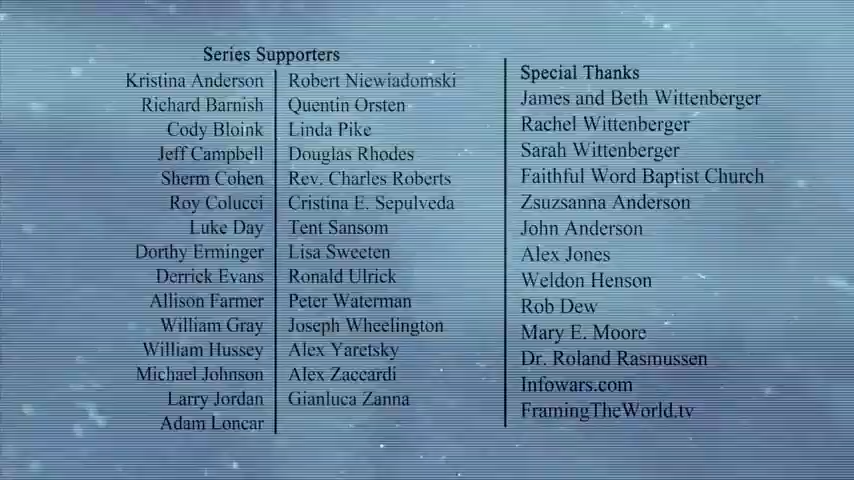 Series Supporters
Kristina Anderson
Richard Barnish
Cody Bloink
Jeff Campbell
Sherm Cohen
Roy Colucci
Luke Day
Dorthy Erminger
Derrick Evans
Allison Farmer
William Gray
William Hussey
Michael Johnson
Larry Jordan
Adam Loncar
Robert Niewiadomski
Quentin Orsten
Linda Pike
Douglas Rhodes
Rev. Charles Roberts
Cristina E. Sepulveda
Tent Sansom
Lisa Sweeten
Ronald Ulrick
Peter Waterman
Joseph Wheelington
Alex Yaretsky
Alex Zaccardi
Gianluca Zanna
Special Thanks
James and Beth Wittenberger
Rachel Wittenberger
Sarah Wittenberger
Faithful Word Baptist Church
Zsuzsanna Anderson
John Anderson
Alex Jones
Weldon Henson
Rob Dew
Mary E. Moore
Dr. Roland Rasmussen
Infowars.com
FramingTheWorld.tv